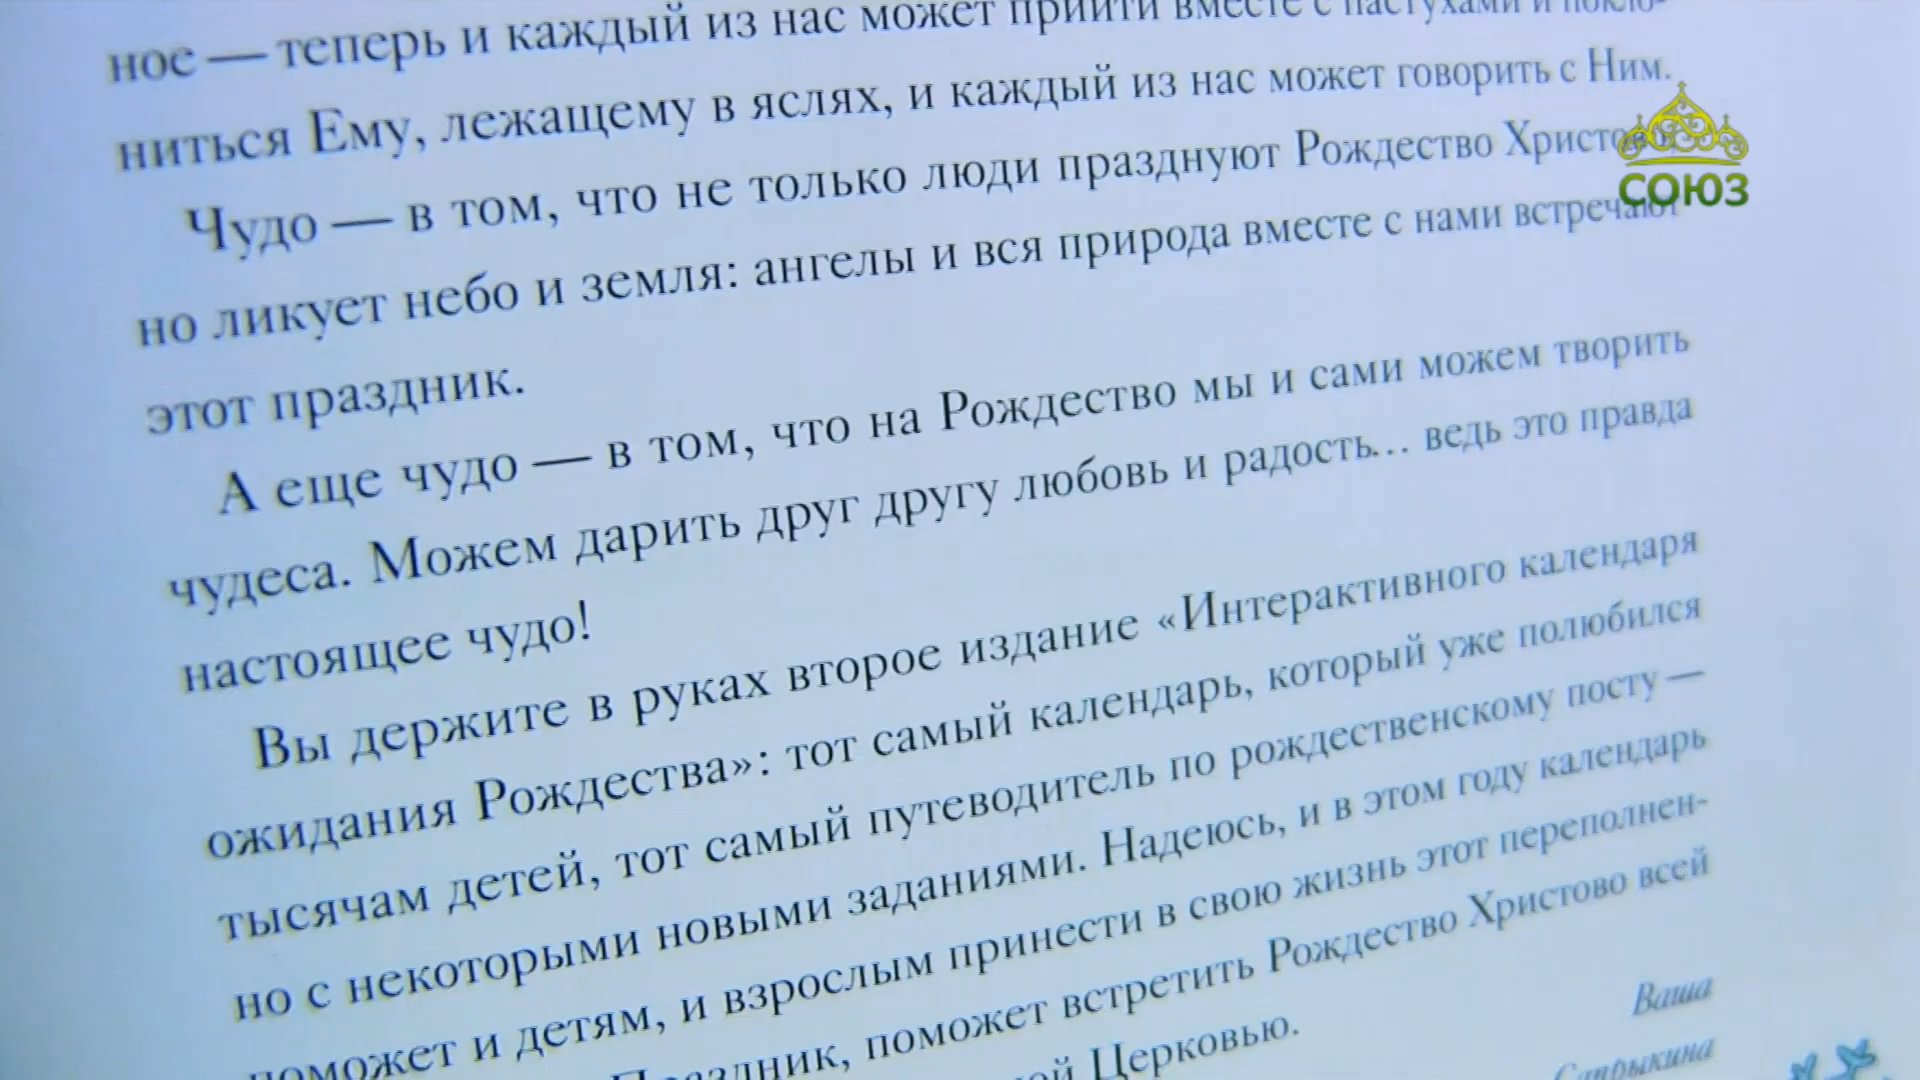 ное — теперь и каждый из нас может прийти вместе с пастухами и покло-
ниться Ему, лежащему в яслях, и каждый из нас может говорить с Ним.
Чудо — в том, что не только люди празднуют Рождество
но ликует небо и земля: ангелы и вся природа вместе с нами встречают
этот праздник.
А еще чудо — в том, что на Рождество мы и сами можем творить
чудеса. Можем дарить друг другу любовь и радость... ведь это правда
настоящее чудо!
Вы держите в руках второе издание «Интерактивного календаря
ожидания Рождества»: тот самый календарь, который уже полюбился
тысячам детей, тот самый путеводитель по рождественскому посту —
но с некоторыми новыми заданиями. Надеюсь, и в этом году календарь
поможет и детям, и взрослым принести в свою жизнь этот переполнен-
Праздник, поможет встретить Рождество Христово всей
Церковью.
Ваша
Сапрыкина
СОЮЗ